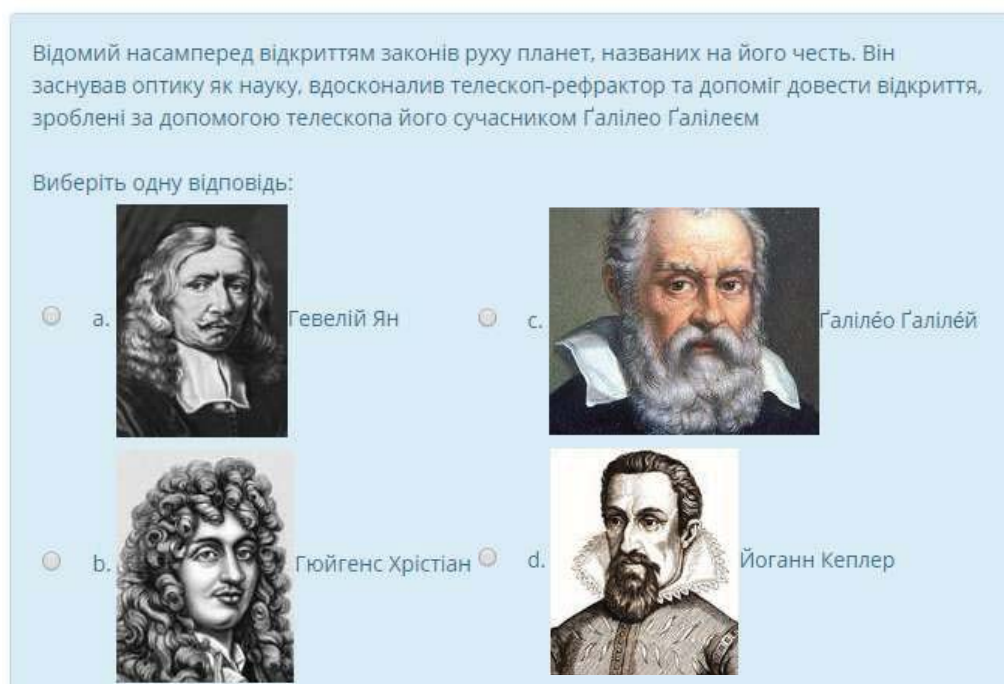 Відомий насамперед відкриттям законів руху планет, названих на його честь. Він
заснував оптику як науку, вдосконалив телескоп-рефрактор та допоміг довести відкриття,
зроблені за допомогою телескопа його сучасником Ґалілео Ґалілеєм
Виберіть одну відповідь:
a. Гевелій Ян
b. Гюйгенс Хрістіан
c. Ґаліле́о Ґаліле́й
d. Йоганн Кеплер